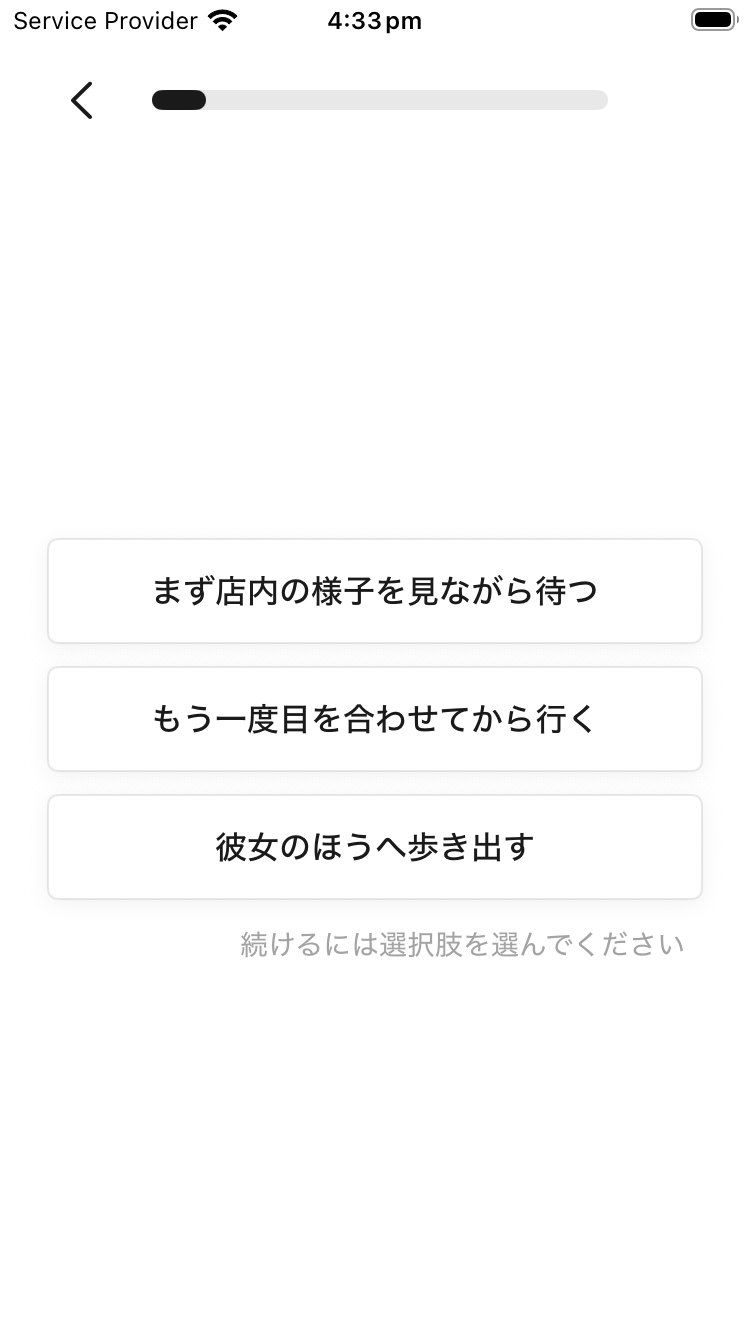 Service Provider 4:33pm
まず店内の様子を見ながら待つ
もう一度目を合わせてから行く
彼女のほうへ歩き出す
続けるには選択肢を選んでください